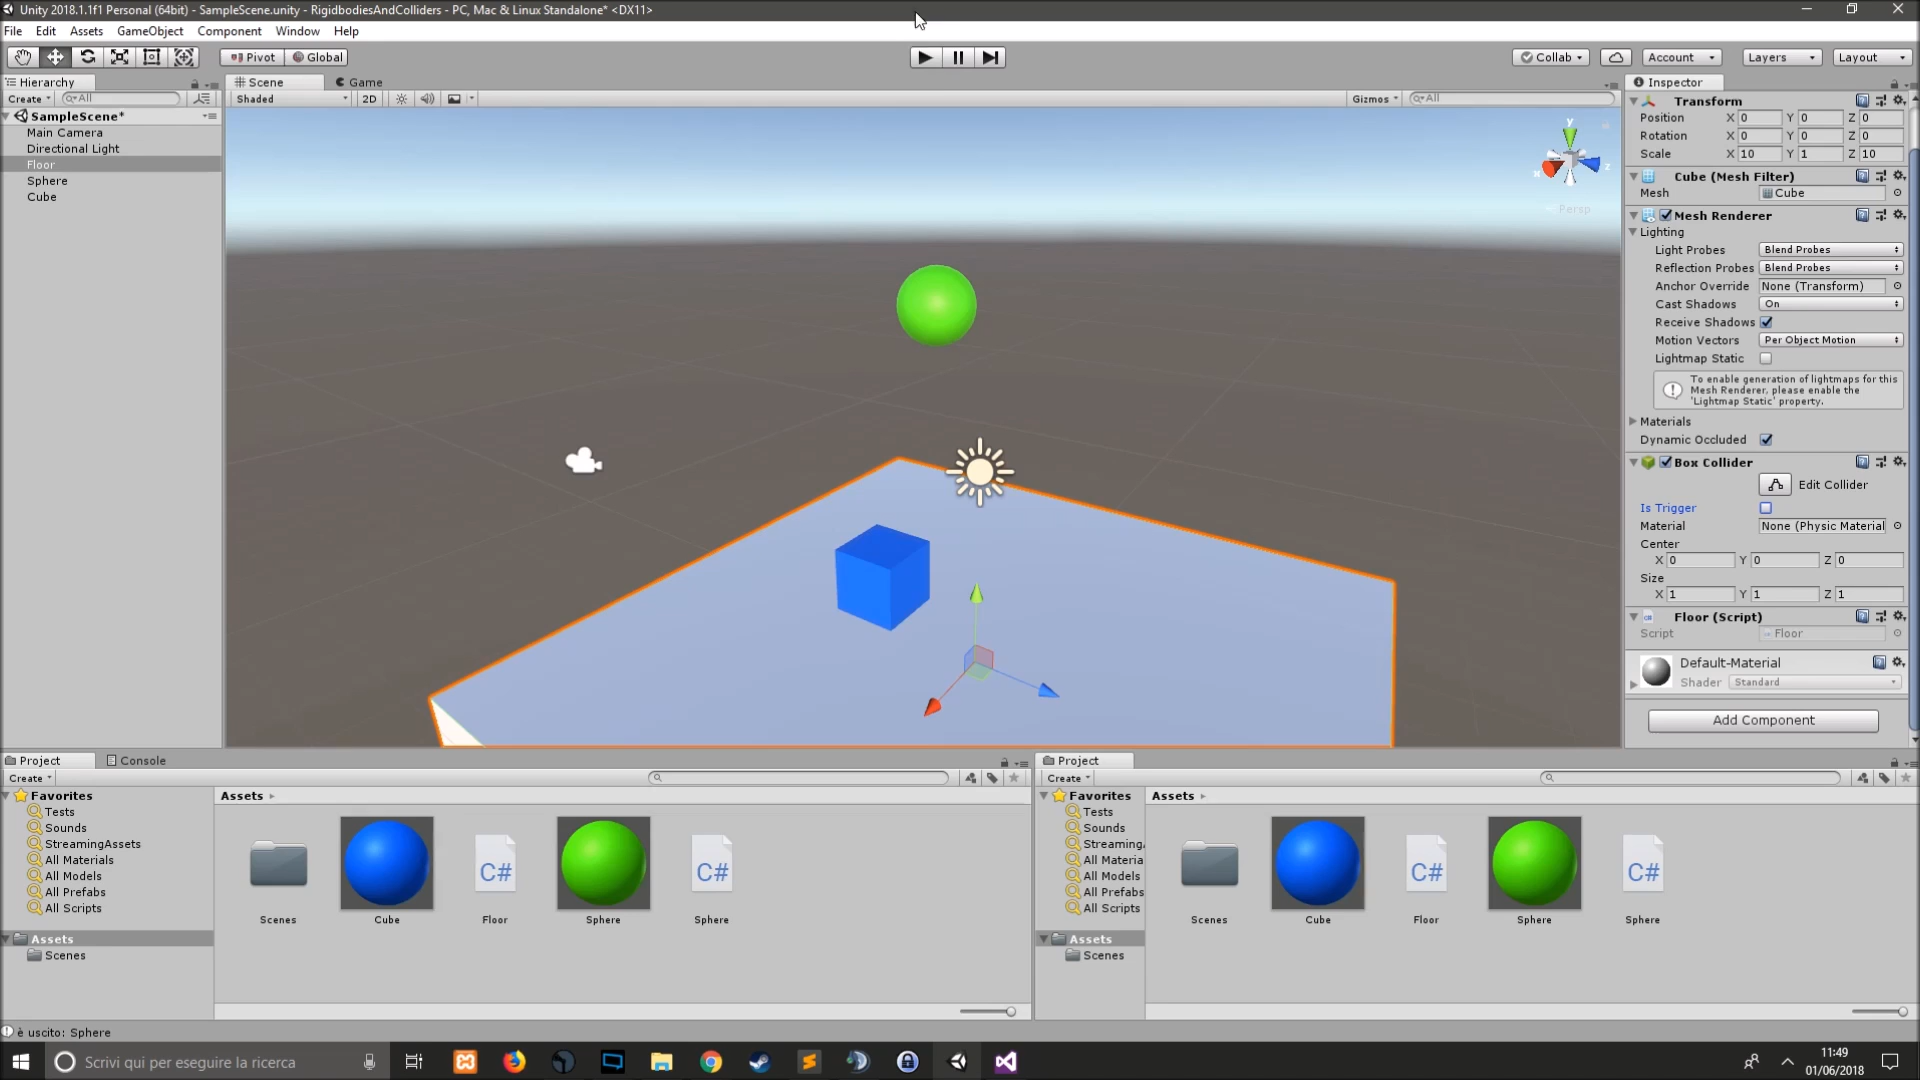 Unity 2018.1.1f1 Personal (64bit) - SampleScene.unity - RigidbodiesAndColliders - PC, Mac & Linux Standalone* <DX11>
File Edit Assets GameObject Component Window Help
Pivot Global Collab Account Layers Layout
Hierarchy
Create All
SampleScene*
Main Camera
Directional Light
Floor
Sphere
Cube
Scene Game
Shaded 2D Gizmos All
y
x z
Persp
Inspector
Transform
Position X 0 Y 0 Z 0
Rotation X 0 Y 0 Z 0
Scale X 10 Y 1 Z 10
Cube (Mesh Filter)
Mesh Cube
Mesh Renderer
Lighting
Light Probes Blend Probes
Reflection Probes Blend Probes
Anchor Override None (Transform)
Cast Shadows On
Receive Shadows
Motion Vectors Per Object Motion
Lightmap Static
To enable generation of lightmaps for this
Mesh Renderer, please enable the
'Lightmap Static' property.
Materials
Dynamic Occluded
Box Collider
Edit Collider
Is Trigger
Material None (Physic Material
Center
X 0 Y 0 Z 0
Size
X 1 Y 1 Z 1
Floor (Script)
Script Floor
Default-Material
Shader Standard
Add Component
Project Console
Create
Favorites
Tests
Sounds
StreamingAssets
All Materials
All Models
All Prefabs
All Scripts
Assets
Scenes
Assets
C# C#
Scenes Cube Floor Sphere Sphere
Project
Create
Favorites
Tests
Sounds
Streaming
All Materia
All Models
All Prefabs
All Scripts
Assets
Scenes
Assets
C# C#
Scenes Cube Floor Sphere Sphere
è uscito: Sphere
Scrivi qui per eseguire la ricerca
11:49
01/06/2018